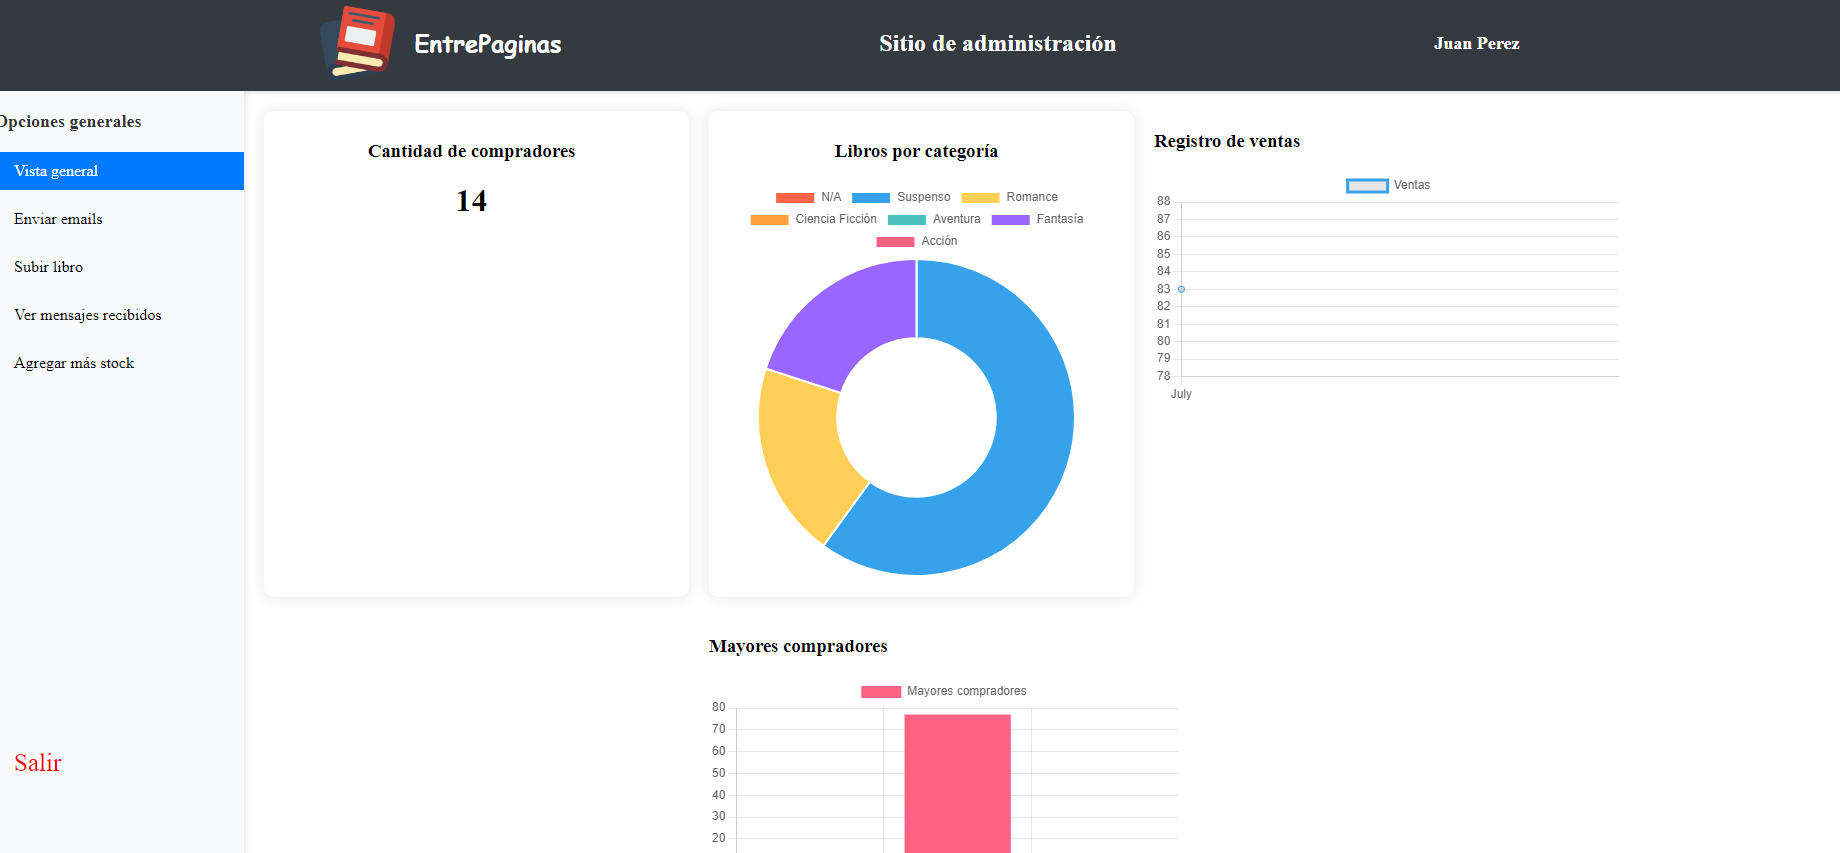 EntrePaginas
Sitio de administración
Juan Perez
Opciones generales
Vista general
Enviar emails
Subir libro
Ver mensajes recibidos
Agregar más stock
Salir
Cantidad de compradores
14
Libros por categoría
N/A Suspenso Romance
Ciencia Ficción Aventura Fantasía
Acción
Registro de ventas
Ventas
88
87
86
85
84
83
82
81
80
79
78
July
Mayores compradores
Mayores compradores
80
70
60
50
40
30
20